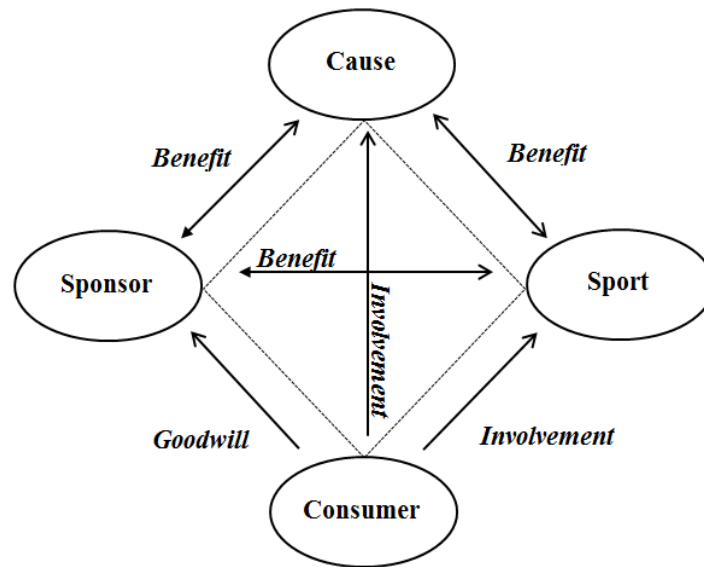 Cause
Benefit
Benefit
Benefit
Sponsor
Sport
Involvement
Goodwill
Involvement
Consumer